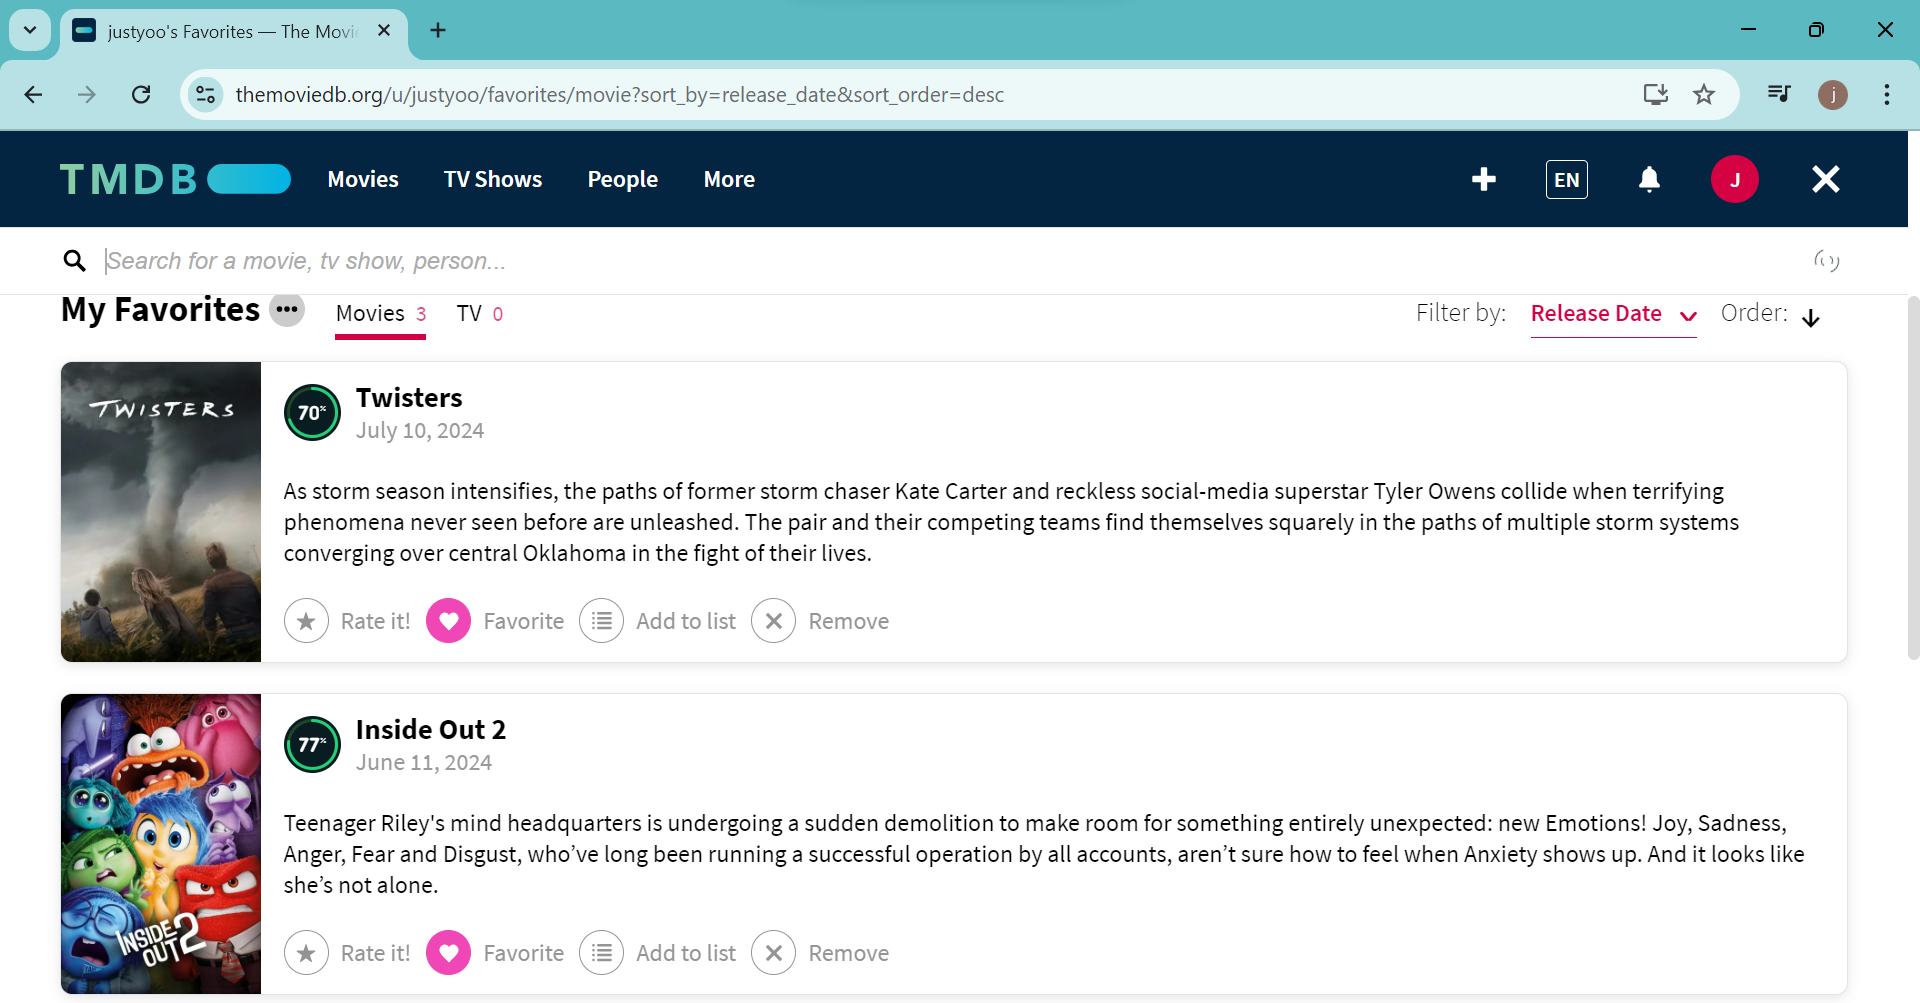 justyoo's Favorites — The Movi
themoviedb.org/u/justyoo/favorites/movie?sort_by=release_date&sort_order=desc
j
TMDB
Movies
TV Shows
People
More
EN
J
Search for a movie, tv show, person...
My Favorites
Movies 3
TV 0
Filter by:
Release Date
Order:
TWISTERS
70%
Twisters
July 10, 2024
As storm season intensifies, the paths of former storm chaser Kate Carter and reckless social-media superstar Tyler Owens collide when terrifying
phenomena never seen before are unleashed. The pair and their competing teams find themselves squarely in the paths of multiple storm systems
converging over central Oklahoma in the fight of their lives.
Rate it!
Favorite
Add to list
Remove
INSIDE
OUT 2
77%
Inside Out 2
June 11, 2024
Teenager Riley's mind headquarters is undergoing a sudden demolition to make room for something entirely unexpected: new Emotions! Joy, Sadness,
Anger, Fear and Disgust, who’ve long been running a successful operation by all accounts, aren’t sure how to feel when Anxiety shows up. And it looks like
she’s not alone.
Rate it!
Favorite
Add to list
Remove